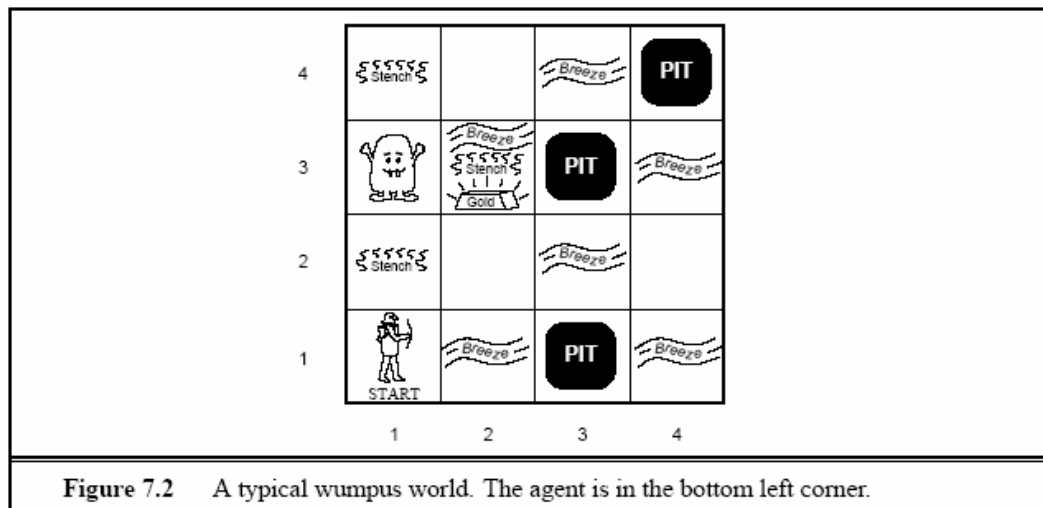 4 Stench Breeze PIT
3 Breeze PIT Breeze
Stench
Gold
2 Stench Breeze
1 Breeze PIT Breeze
START
1 2 3 4
Figure 7.2 A typical wumpus world. The agent is in the bottom left corner.